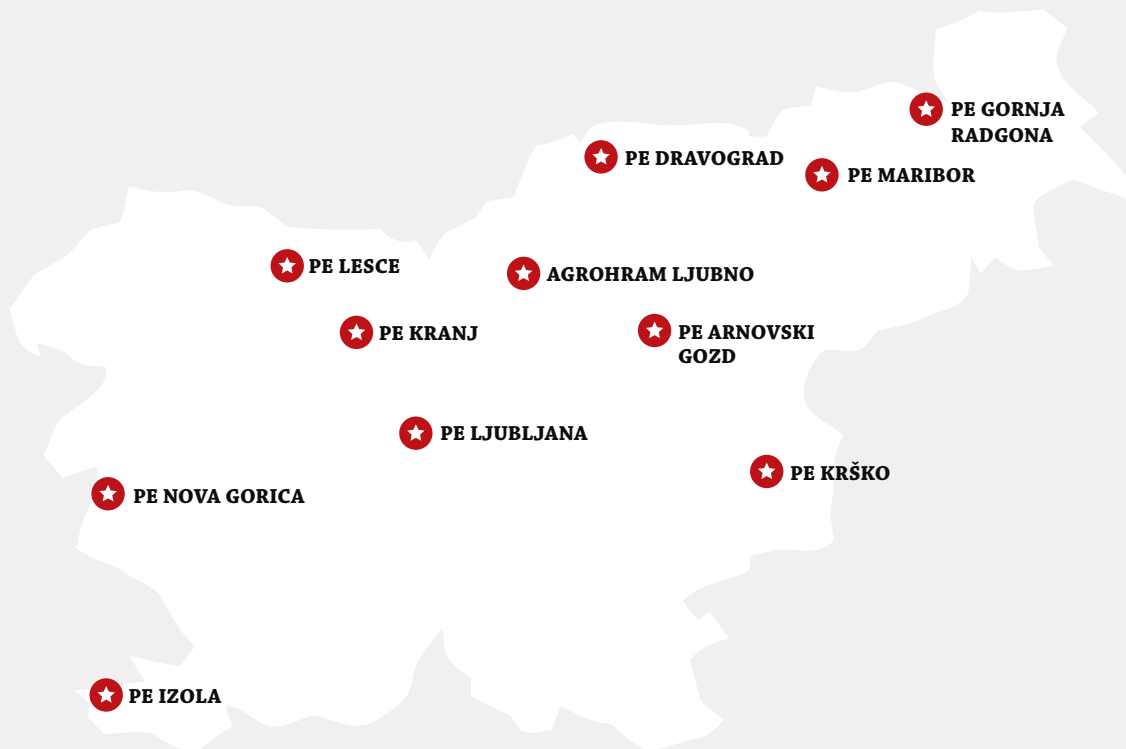 PE GORNJA
RADGONA
PE DRAVOGRAD
PE MARIBOR
PE LESCE
AGROHRAM LJUBNO
PE KRANJ
PE ARNOVSKI
GOZD
PE LJUBLJANA
PE KRŠKO
PE NOVA GORICA
PE IZOLA